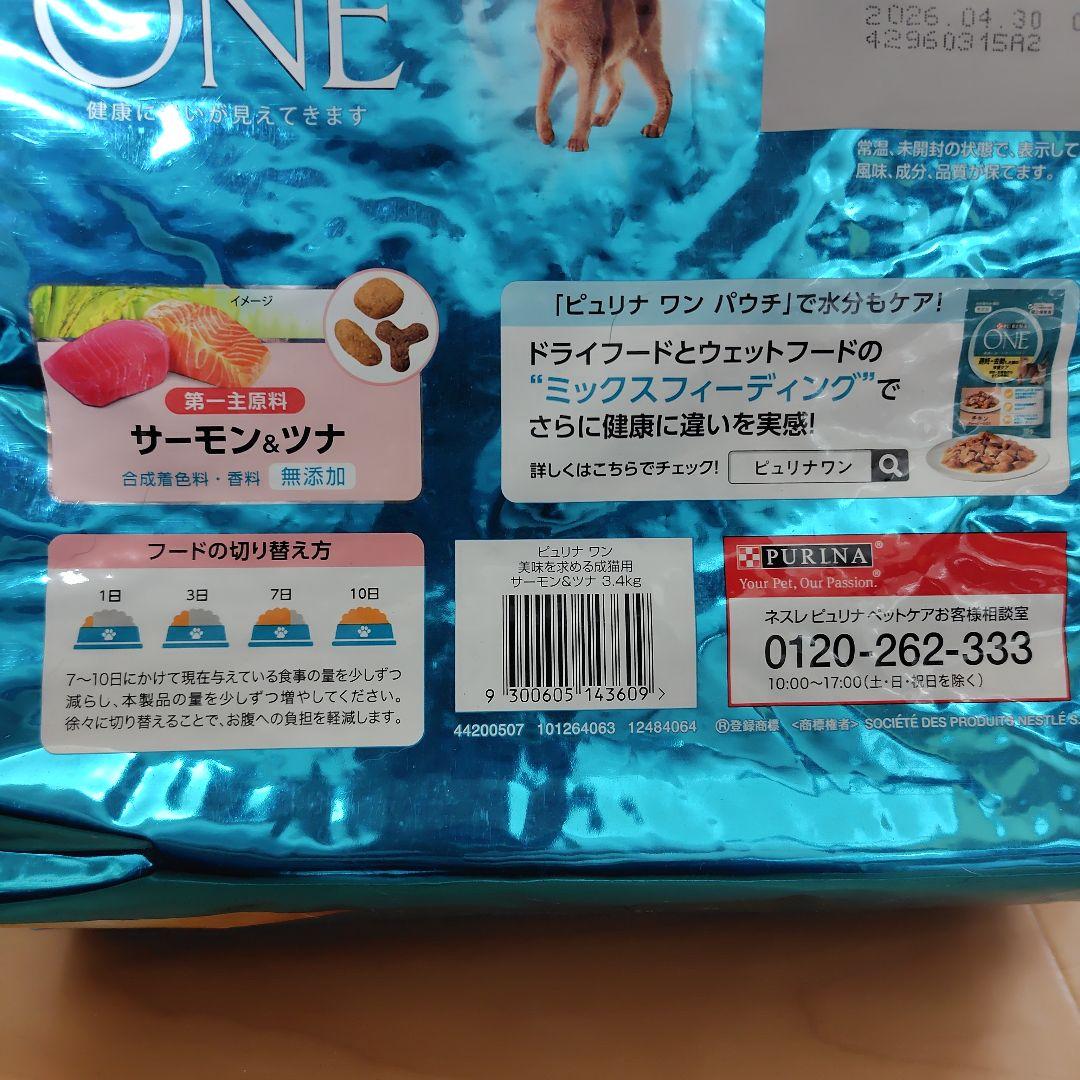 ONE
健康に違いが見えてきます
2026.04.30
42960315A2
常温、未開封の状態で、表示して
風味、成分、品質が保てます。
イメージ
第一主原料
サーモン&ツナ
合成着色料・香料 無添加
「ピュリナ ワン パウチ」で水分もケア!
ドライフードとウェットフードの
“ミックスフィーディング”で
さらに健康に違いを実感!
詳しくはこちらでチェック! ピュリナワン
PURINA
ONE
チキン
フードの切り替え方
1日 3日 7日 10日
7〜10日にかけて現在与えている食事の量を少しずつ
減らし、本製品の量を少しずつ増やしてください。
徐々に切り替えることで、お腹への負担を軽減します。
ピュリナ ワン
美味を求める成猫用
サーモン&ツナ 3.4kg
9 300605 143609 >
PURINA®
Your Pet, Our Passion.®
ネスレ ピュリナ ペットケアお客様相談室
0120-262-333
10:00〜17:00(土・日・祝日を除く)
44200507 101264063 12484064 ®登録商標 <商標権者> SOCIÉTÉ DES PRODUITS NESTLÉ S.